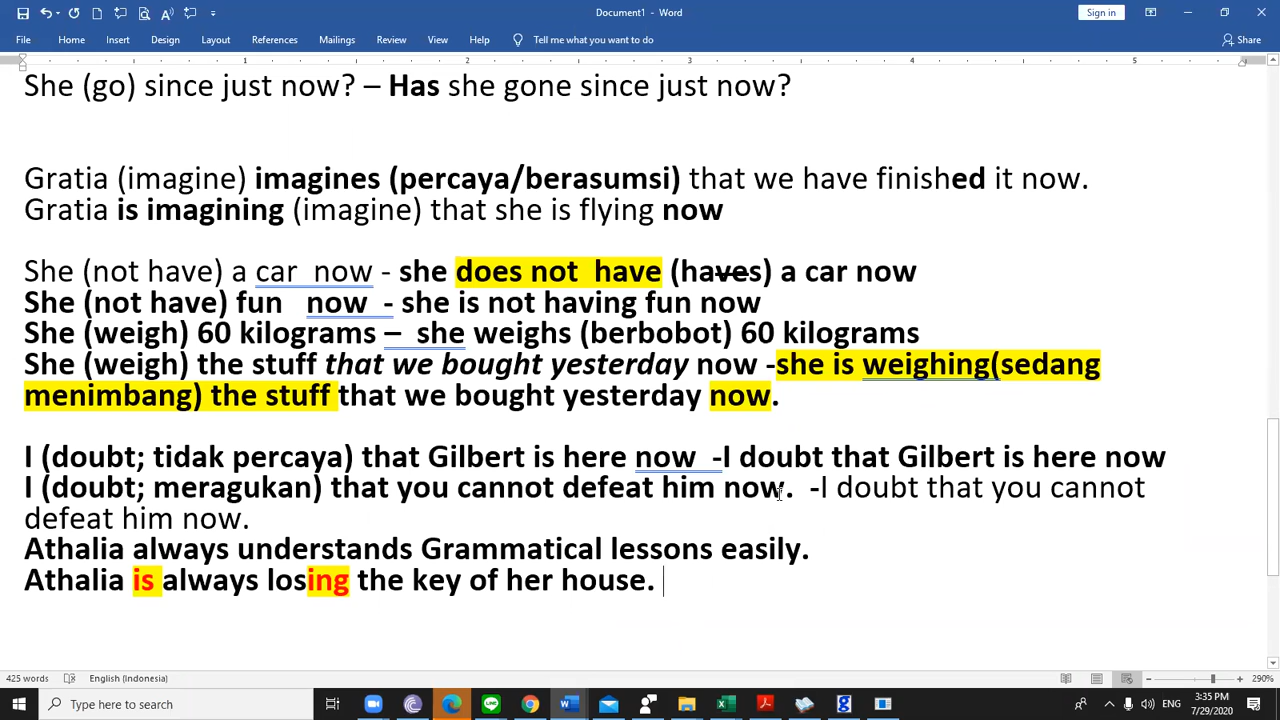 Document1 - Word
Sign in
File Home Insert Design Layout References Mailings Review View Help Tell me what you want to do Share
1 2 3 4 5
She (go) since just now? – Has she gone since just now?
Gratia (imagine) imagines (percaya/berasumsi) that we have finished it now.
Gratia is imagining (imagine) that she is flying now
She (not have) a car now - she does not have (haves) a car now
She (not have) fun now - she is not having fun now
She (weigh) 60 kilograms – she weighs (berbobot) 60 kilograms
She (weigh) the stuff that we bought yesterday now -she is weighing(sedang
menimbang) the stuff that we bought yesterday now.
I (doubt; tidak percaya) that Gilbert is here now -I doubt that Gilbert is here now
I (doubt; meragukan) that you cannot defeat him now. -I doubt that you cannot
defeat him now.
Athalia always understands Grammatical lessons easily.
Athalia is always losing the key of her house.
425 words English (Indonesia) 290%
Type here to search
3:35 PM
7/29/2020